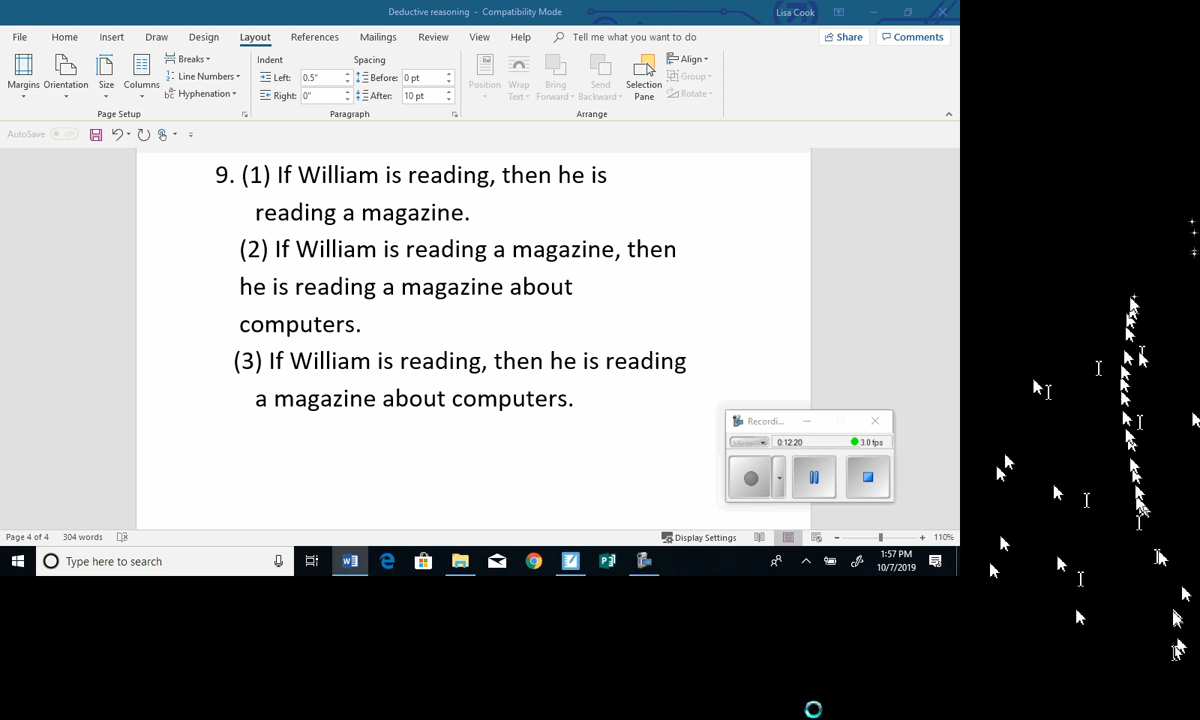 Deductive reasoning - Compatibility Mode
Lisa Cook
File Home Insert Draw Design Layout References Mailings Review View Help Tell me what you want to do Share Comments
Margins Orientation Size Columns Breaks Line Numbers Hyphenation
Page Setup
Indent Spacing
Left: 0.5" Before: 0 pt
Right: 0" After: 10 pt
Paragraph
Position Wrap Text Bring Forward Send Backward Selection Pane Align Group Rotate
Arrange
AutoSave Off
9. (1) If William is reading, then he is
reading a magazine.
(2) If William is reading a magazine, then
he is reading a magazine about
computers.
(3) If William is reading, then he is reading
a magazine about computers.
Recordi...
0:12:20 3.0 fps
Page 4 of 4 304 words Display Settings 110%
Type here to search
1:57 PM
10/7/2019